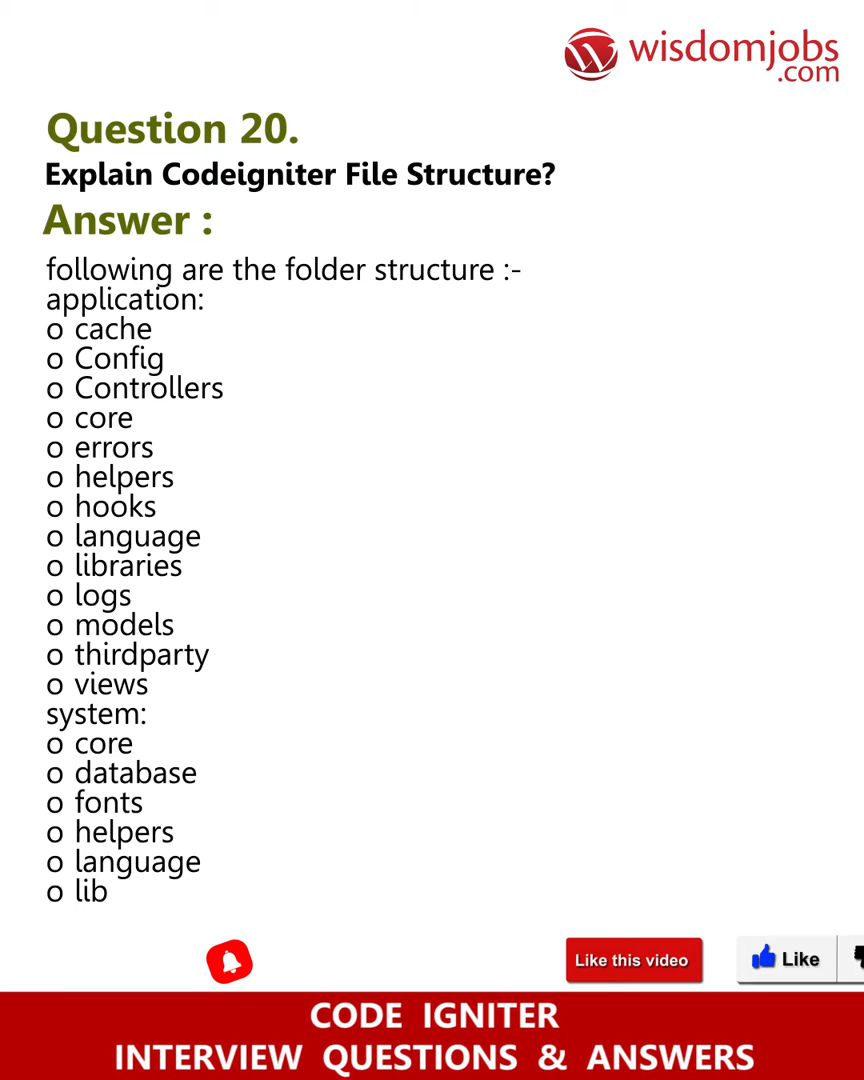 wisdomjobs
.com
Question 20.
Explain Codeigniter File Structure?
Answer :
following are the folder structure :-
application:
o cache
o Config
o Controllers
o core
o errors
o helpers
o hooks
o language
o libraries
o logs
o models
o thirdparty
o views
system:
o core
o database
o fonts
o helpers
o language
o lib
Like this video
Like
CODE IGNITER
INTERVIEW QUESTIONS & ANSWERS